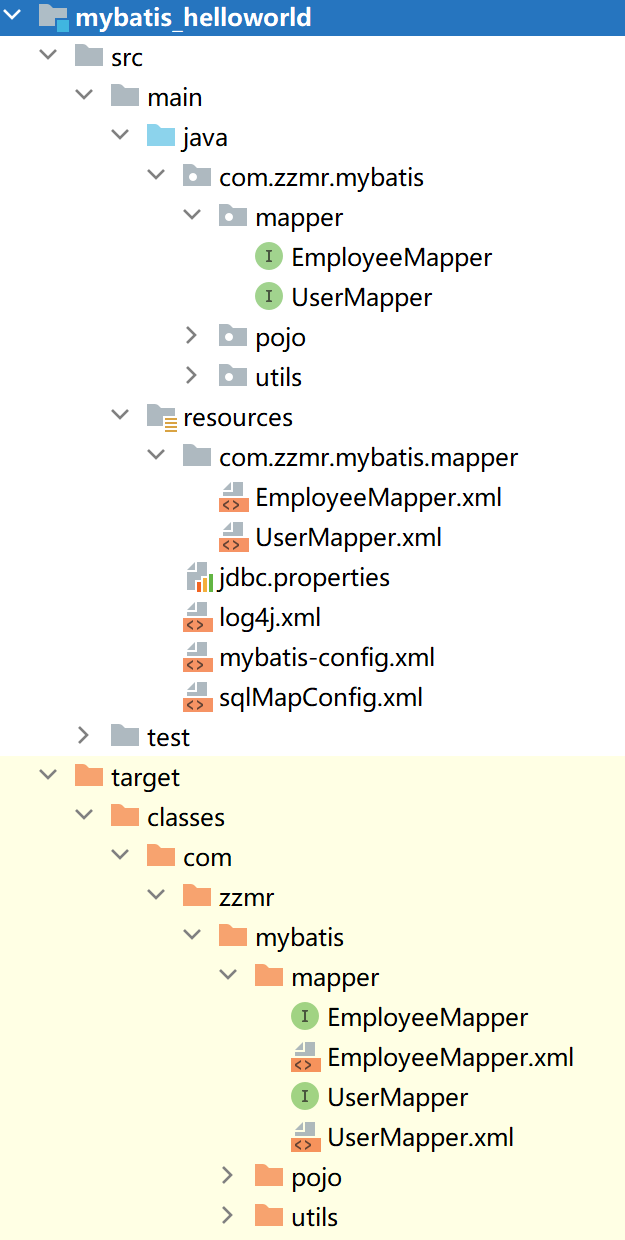 mybatis_helloworld
src
main
java
com.zzmr.mybatis
mapper
I EmployeeMapper
I UserMapper
pojo
utils
resources
com.zzmr.mybatis.mapper
<> EmployeeMapper.xml
<> UserMapper.xml
jdbc.properties
<> log4j.xml
<> mybatis-config.xml
<> sqlMapConfig.xml
test
target
classes
com
zzmr
mybatis
mapper
I EmployeeMapper
<> EmployeeMapper.xml
I UserMapper
<> UserMapper.xml
pojo
utils